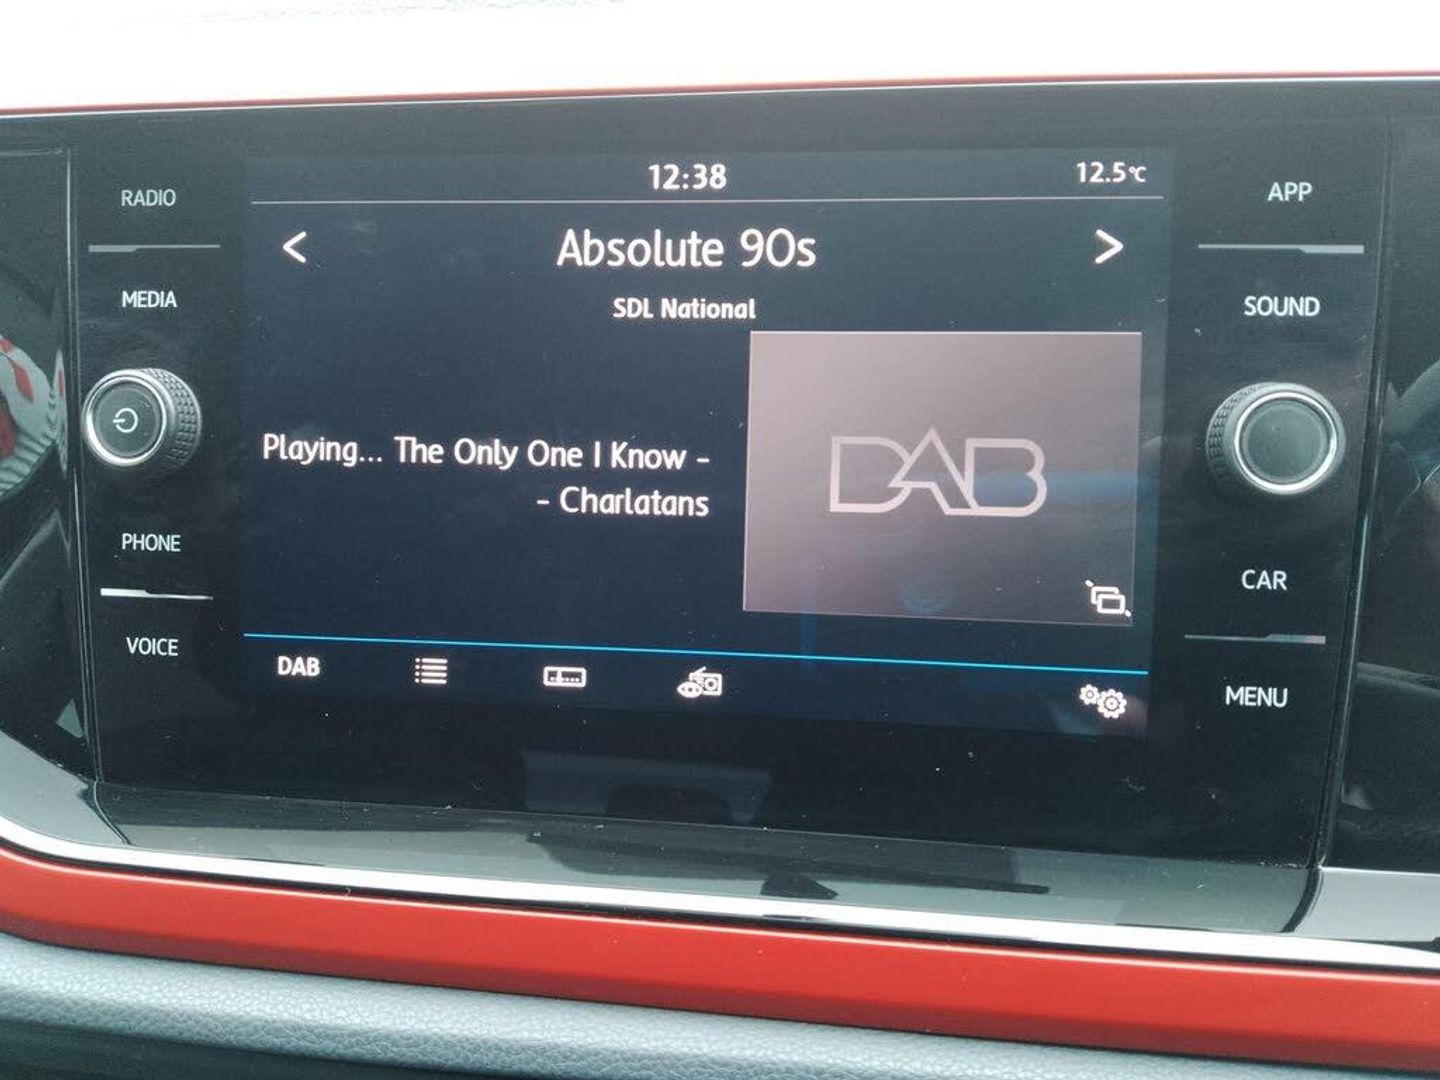 12:38
12.5°C
Absolute 90s
SDL National
Playing... The Only One I Know -
- Charlatans
DAB
DAB
RADIO
MEDIA
PHONE
VOICE
APP
SOUND
CAR
MENU